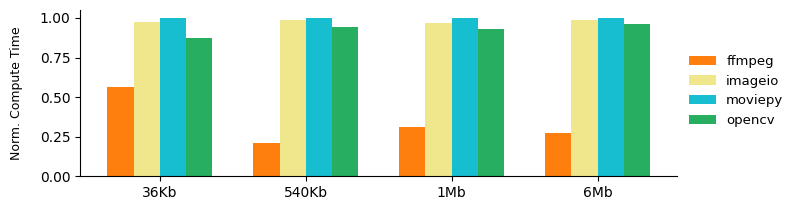 Norm. Compute Time
1.00
0.75
0.50
0.25
0.00
36Kb
540Kb
1Mb
6Mb
ffmpeg
imageio
moviepy
opencv